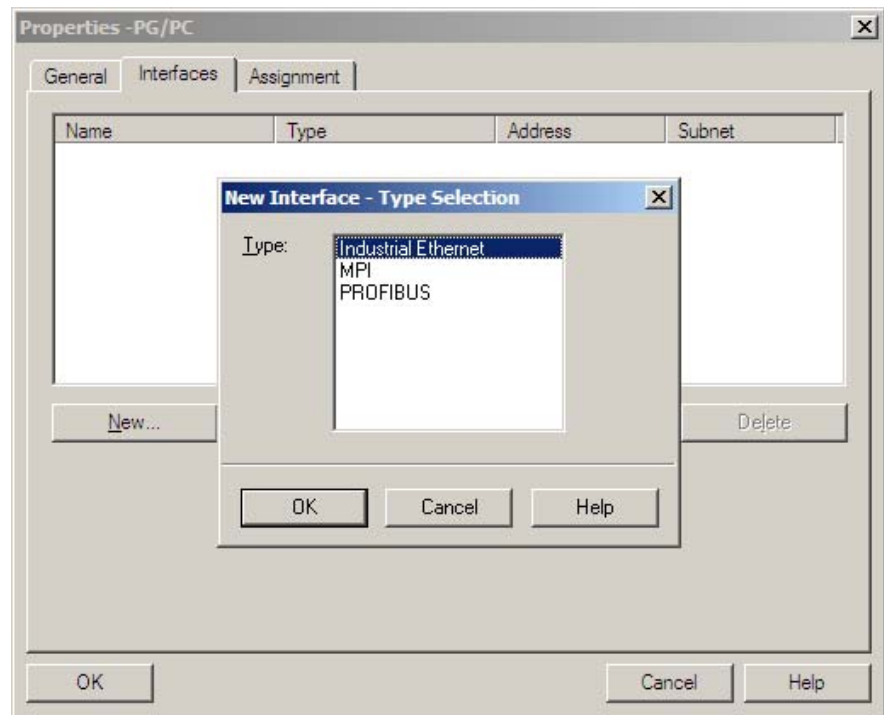 Properties -PG/PC
General Interfaces Assignment
Name Type Address Subnet
New Interface - Type Selection
Type: Industrial Ethernet
MPI
PROFIBUS
New... Delete
OK Cancel Help
OK Cancel Help